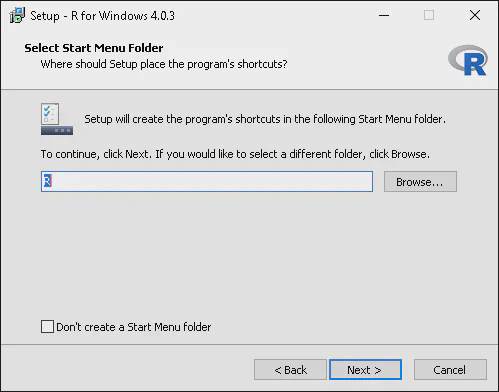 Setup - R for Windows 4.0.3
Select Start Menu Folder
Where should Setup place the program's shortcuts?
R
Setup will create the program's shortcuts in the following Start Menu folder.
To continue, click Next. If you would like to select a different folder, click Browse.
R
Browse...
Don't create a Start Menu folder
< Back
Next >
Cancel